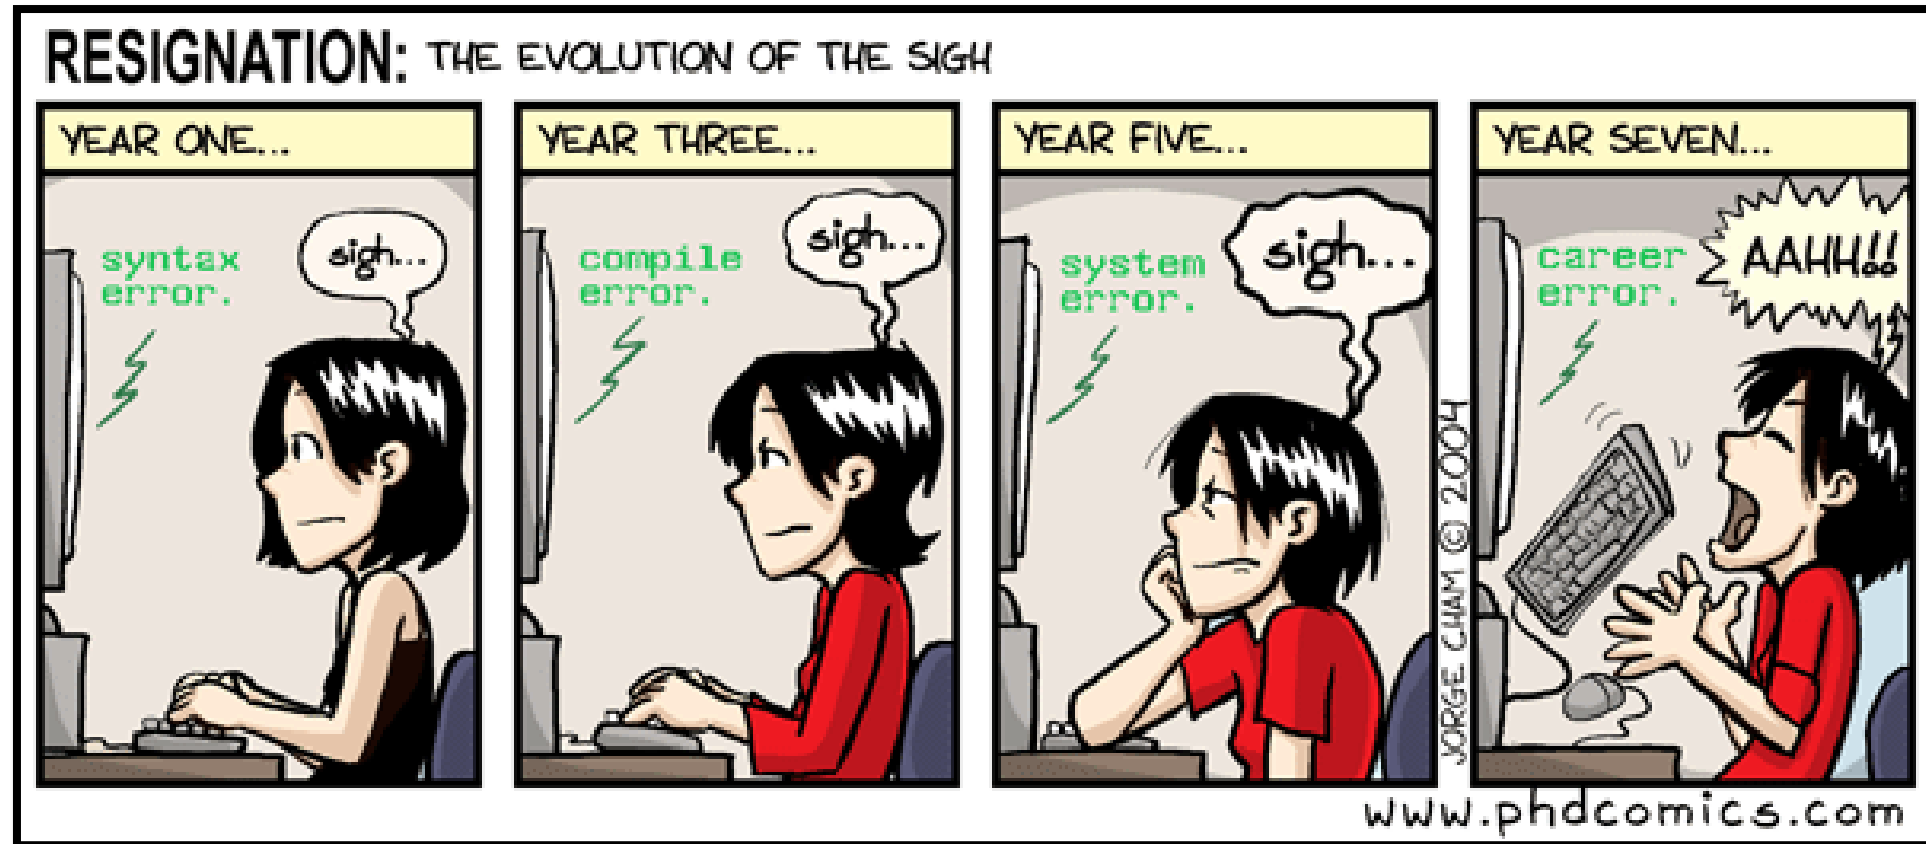 RESIGNATION: THE EVOLUTION OF THE SIGH
YEAR ONE...
syntax
error.
sigh...
YEAR THREE...
compile
error.
sigh...
YEAR FIVE...
system
error.
sigh...
YEAR SEVEN...
career
error.
AAHH!!
JORGE CHAM © 2004
www.phdcomics.com